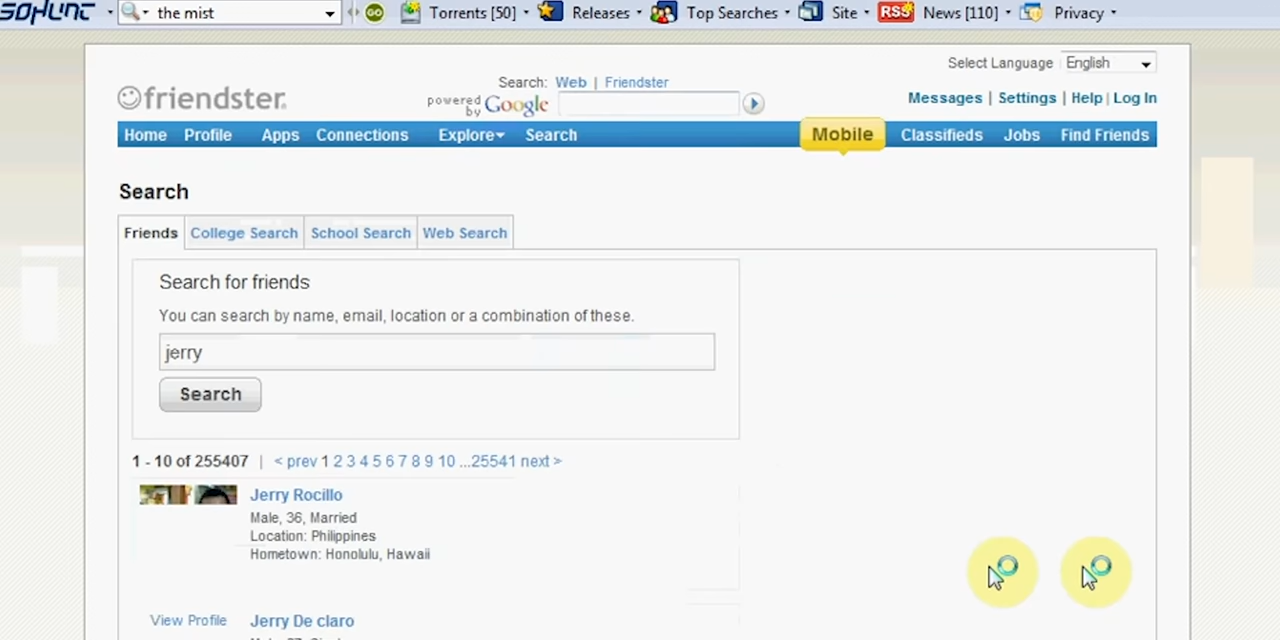 the mist GO Torrents [50] Releases Top Searches Site RSS News [110] Privacy
Select Language English
Search: Web | Friendster
friendster. powered by Google
Messages | Settings | Help | Log In
Home Profile Apps Connections Explore Search Mobile Classifieds Jobs Find Friends
Search
Friends College Search School Search Web Search
Search for friends
You can search by name, email, location or a combination of these.
jerry
Search
1 - 10 of 255407 | < prev 1 2 3 4 5 6 7 8 9 10 ...25541 next >
Jerry Rocillo
Male, 36, Married
Location: Philippines
Hometown: Honolulu, Hawaii
View Profile Jerry De claro